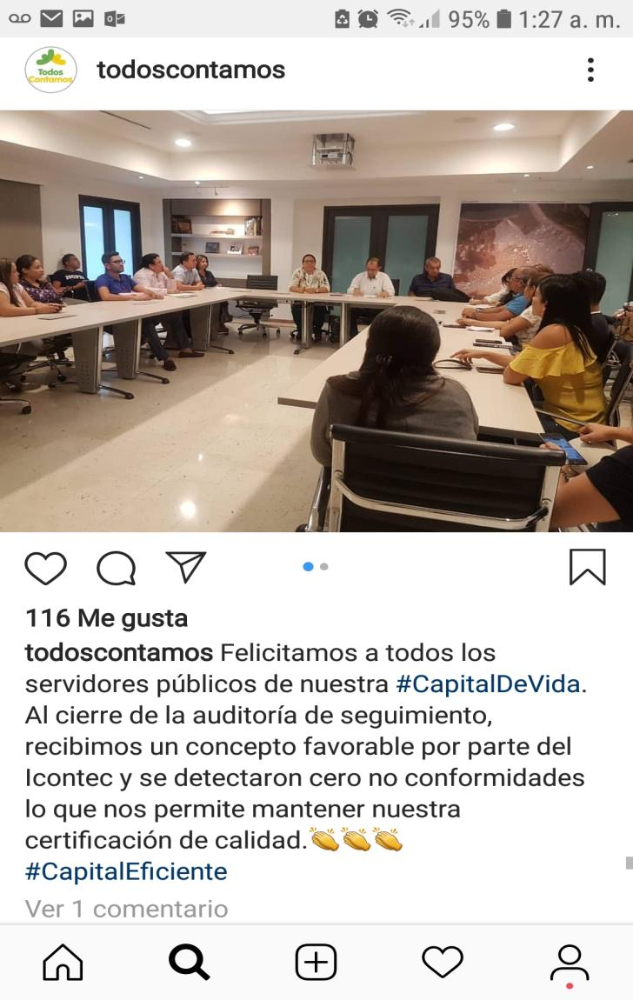 95% 1:27 a. m.
Todos
Contamos
todoscontamos
116 Me gusta
todoscontamos Felicitamos a todos los
servidores públicos de nuestra #CapitalDeVida.
Al cierre de la auditoría de seguimiento,
recibimos un concepto favorable por parte del
Icontec y se detectaron cero no conformidades
lo que nos permite mantener nuestra
certificación de calidad.👏👏👏
#CapitalEficiente
Ver 1 comentario